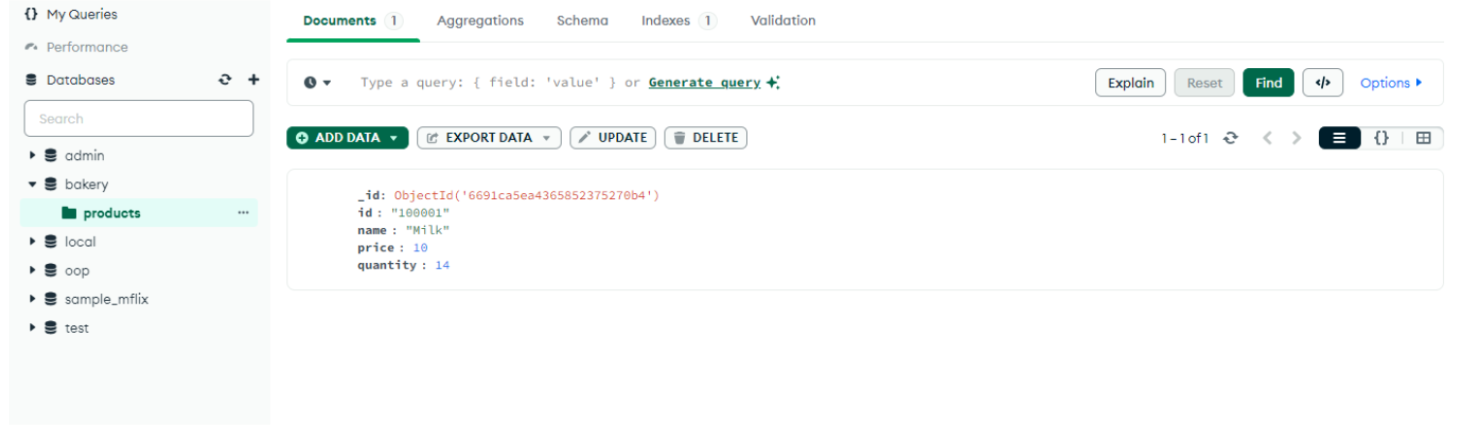 {} My Queries
Performance
Databases
Search
admin
bakery
products
local
oop
sample_mflix
test
Documents 1 Aggregations Schema Indexes 1 Validation
Type a query: { field: 'value' } or Generate query
Explain Reset Find </> Options
ADD DATA EXPORT DATA UPDATE DELETE
1-1 of 1 {}
_id: ObjectId('6691ca5ea4365852375270b4')
id : "100001"
name : "Milk"
price : 10
quantity : 14